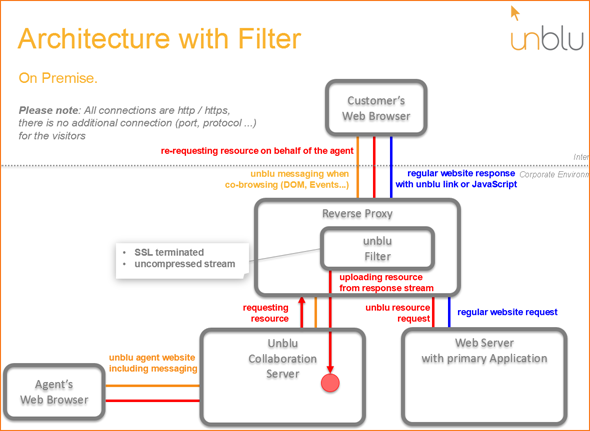 Architecture with Filter
unblu
On Premise.
Please note: All connections are http / https,
there is no additional connection (port, protocol ...)
for the visitors
Customer's
Web Browser
re-requesting resource on behalf of the agent
unblu messaging when
co-browsing (DOM, Events...)
regular website response
with unblu link or JavaScript
Inter
Corporate Environm
Reverse Proxy
unblu
Filter
• SSL terminated
• uncompressed stream
uploading resource
from response stream
requesting
resource
unblu resource
request
regular website request
Unblu
Collaboration
Server
Web Server
with primary Application
unblu agent website
including messaging
Agent's
Web Browser